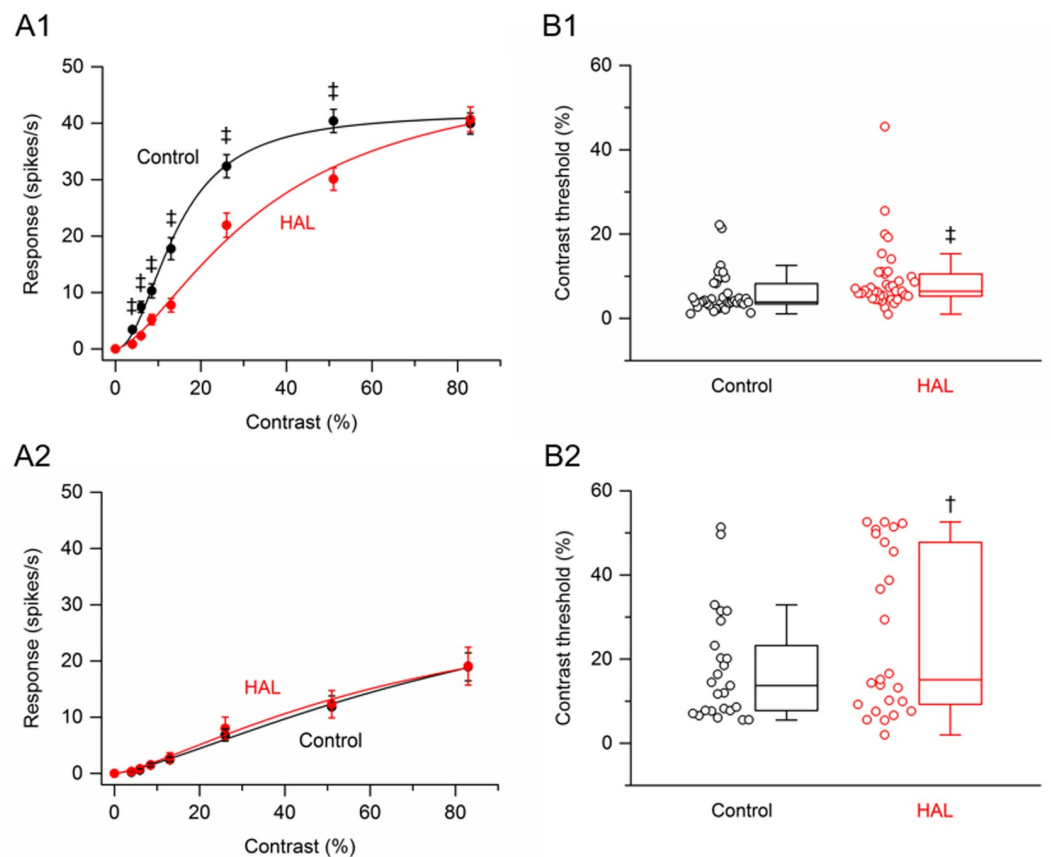 A1
Response (spikes/s)
50
40
30
20
10
0
‡
‡
‡
‡
‡
‡
Control
HAL
0 20 40 60 80
Contrast (%)
B1
Contrast threshold (%)
60
40
20
0
‡
Control HAL
A2
Response (spikes/s)
50
40
30
20
10
0
HAL
Control
0 20 40 60 80
Contrast (%)
B2
Contrast threshold (%)
60
40
20
0
†
Control HAL